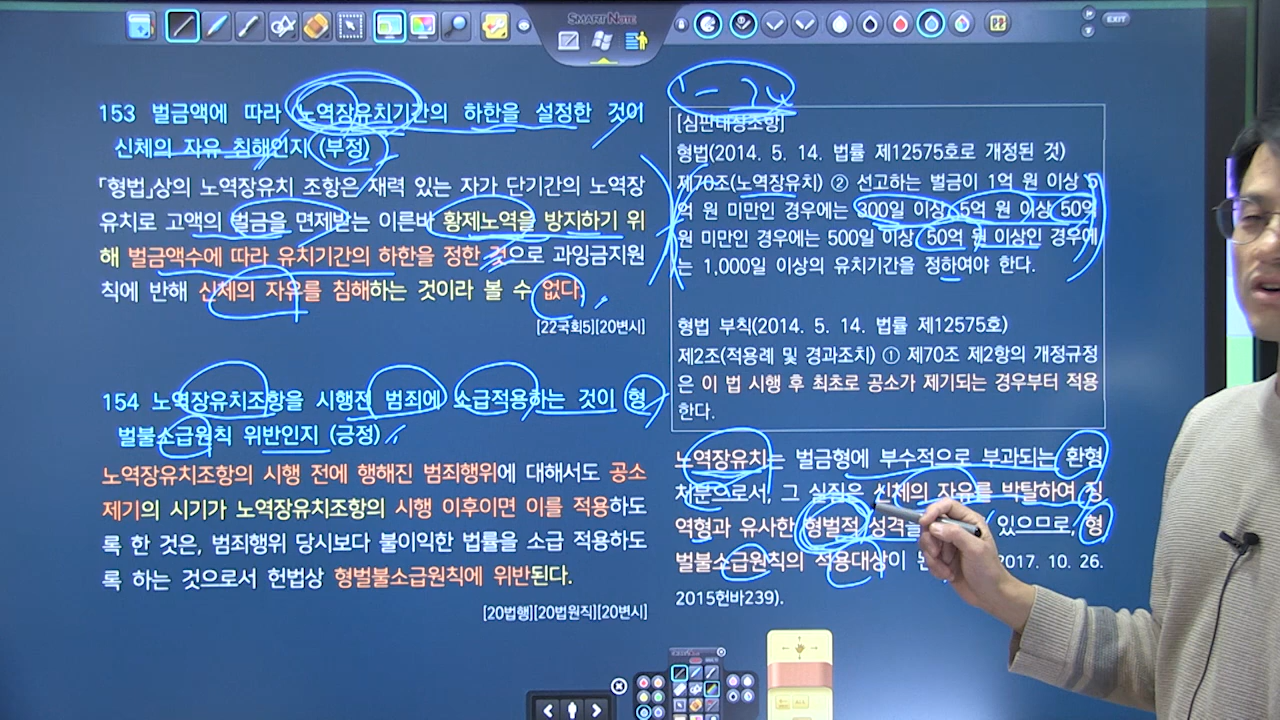 SMART NOTE
EXIT
153 벌금액에 따라 노역장유치기간의 하한을 설정한 것이
신체의 자유 침해인지 (부정)
「형법」상의 노역장유치 조항은 재력 있는 자가 단기간의 노역장
유치로 고액의 벌금을 면제받는 이른바 황제노역을 방지하기 위
해 벌금액수에 따라 유치기간의 하한을 정한 것으로 과잉금지원
칙에 반해 신체의 자유를 침해하는 것이라 볼 수 없다.
[22국회5][20변시]
154 노역장유치조항을 시행전 범죄에 소급적용하는 것이 형
벌불소급원칙 위반인지 (긍정)
노역장유치조항의 시행 전에 행해진 범죄행위에 대해서도 공소
제기의 시기가 노역장유치조항의 시행 이후이면 이를 적용하도
록 한 것은, 범죄행위 당시보다 불이익한 법률을 소급 적용하도
록 하는 것으로서 헌법상 형벌불소급원칙에 위반된다.
[20법행][20법원직][20변시]
[심판대상조항]
형법(2014. 5. 14. 법률 제12575호로 개정된 것)
제70조(노역장유치) ② 선고하는 벌금이 1억 원 이상 5
억 원 미만인 경우에는 300일 이상, 5억 원 이상 50억
원 미만인 경우에는 500일 이상, 50억 원 이상인 경우에
는 1,000일 이상의 유치기간을 정하여야 한다.
형법 부칙(2014. 5. 14. 법률 제12575호)
제2조(적용례 및 경과조치) ① 제70조 제2항의 개정규정
은 이 법 시행 후 최초로 공소가 제기되는 경우부터 적용
한다.
노역장유치는 벌금형에 부수적으로 부과되는 환형
처분으로서, 그 실질은 신체의 자유를 박탈하여 징
역형과 유사한 형벌적 성격을 있으므로, 형
벌불소급원칙의 적용대상이 2017. 10. 26.
2015헌바239).